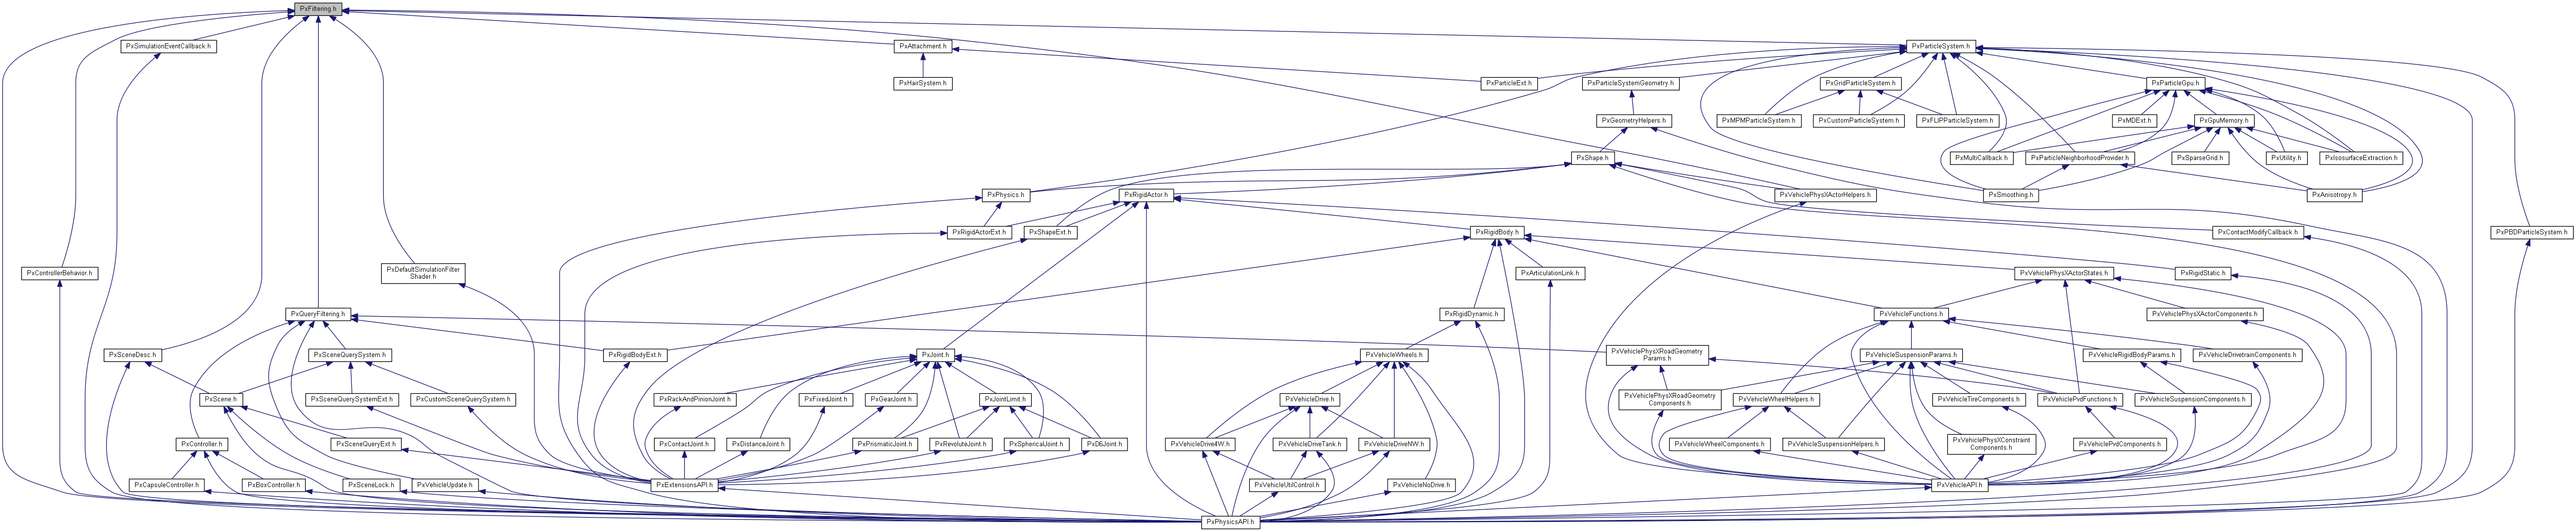 PxFiltering.h
PxSimulationEventCallback.h
PxAttachment.h
PxParticleSystem.h
PxHairSystem.h
PxParticleExt.h
PxParticleSystemGeometry.h
PxGridParticleSystem.h
PxParticleGpu.h
PxGeometryHelpers.h
PxMPMParticleSystem.h
PxCustomParticleSystem.h
PxFLIPParticleSystem.h
PxMDExt.h
PxGpuMemory.h
PxShape.h
PxMultiCallback.h
PxParticleNeighborhoodProvider.h
PxSparseGrid.h
PxUtility.h
PxIsosurfaceExtraction.h
PxPhysics.h
PxRigidActor.h
PxVehiclePhysXActorHelpers.h
PxSmoothing.h
PxAnisotropy.h
PxRigidActorExt.h
PxShapeExt.h
PxRigidBody.h
PxContactModifyCallback.h
PxPBDParticleSystem.h
PxControllerBehavior.h
PxDefaultSimulationFilter
Shader.h
PxArticulationLink.h
PxVehiclePhysXActorStates.h
PxRigidStatic.h
PxQueryFiltering.h
PxRigidDynamic.h
PxVehicleFunctions.h
PxVehiclePhysXActorComponents.h
PxSceneDesc.h
PxSceneQuerySystem.h
PxRigidBodyExt.h
PxJoint.h
PxVehicleWheels.h
PxVehiclePhysXRoadGeometry
Params.h
PxVehicleSuspensionParams.h
PxVehicleRigidBodyParams.h
PxVehicleDrivetrainComponents.h
PxScene.h
PxSceneQuerySystemExt.h
PxCustomSceneQuerySystem.h
PxRackAndPinionJoint.h
PxFixedJoint.h
PxGearJoint.h
PxJointLimit.h
PxVehicleDrive.h
PxVehiclePhysXRoadGeometry
Components.h
PxVehicleWheelHelpers.h
PxVehicleTireComponents.h
PxVehiclePvdFunctions.h
PxVehicleSuspensionComponents.h
PxController.h
PxSceneQueryExt.h
PxContactJoint.h
PxDistanceJoint.h
PxPrismaticJoint.h
PxRevoluteJoint.h
PxSphericalJoint.h
PxD6Joint.h
PxVehicleDrive4W.h
PxVehicleDriveTank.h
PxVehicleDriveNW.h
PxVehicleWheelComponents.h
PxVehicleSuspensionHelpers.h
PxVehiclePhysXConstraint
Components.h
PxVehiclePvdComponents.h
PxCapsuleController.h
PxBoxController.h
PxSceneLock.h
PxVehicleUpdate.h
PxExtensionsAPI.h
PxVehicleUtilControl.h
PxVehicleNoDrive.h
PxVehicleAPI.h
PxPhysicsAPI.h